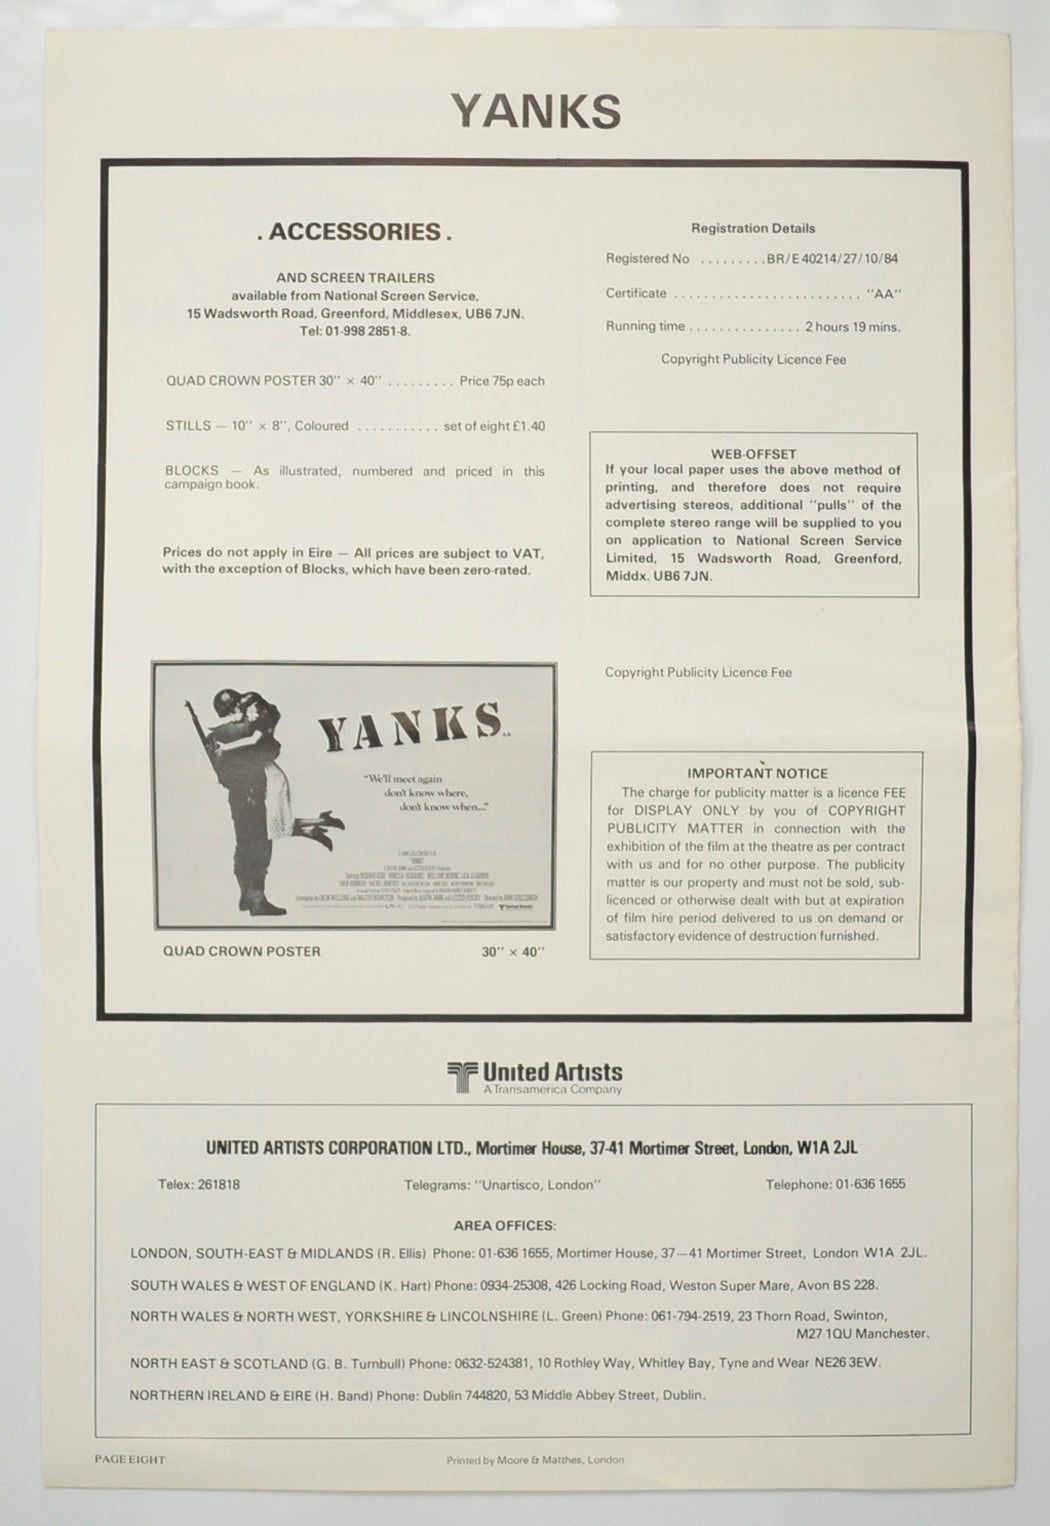 YANKS
. ACCESSORIES .
AND SCREEN TRAILERS
available from National Screen Service,
15 Wadsworth Road, Greenford, Middlesex, UB6 7JN.
Tel: 01-998 2851-8.
QUAD CROWN POSTER 30" × 40" ......... Price 75p each
STILLS — 10" × 8", Coloured ........... set of eight £1.40
BLOCKS — As illustrated, numbered and priced in this
campaign book.
Prices do not apply in Eire — All prices are subject to VAT,
with the exception of Blocks, which have been zero-rated.
YANKS AA
"We'll meet again
don't know where,
don't know when..."
QUAD CROWN POSTER 30" × 40"
Registration Details
Registered No ......... BR/E 40214/27/10/84
Certificate ......................... "AA"
Running time ............... 2 hours 19 mins.
Copyright Publicity Licence Fee
WEB-OFFSET
If your local paper uses the above method of
printing, and therefore does not require
advertising stereos, additional "pulls" of the
complete stereo range will be supplied to you
on application to National Screen Service
Limited, 15 Wadsworth Road, Greenford,
Middx. UB6 7JN.
Copyright Publicity Licence Fee
IMPORTANT NOTICE
The charge for publicity matter is a licence FEE
for DISPLAY ONLY by you of COPYRIGHT
PUBLICITY MATTER in connection with the
exhibition of the film at the theatre as per contract
with us and for no other purpose. The publicity
matter is our property and must not be sold, sub-
licenced or otherwise dealt with but at expiration
of film hire period delivered to us on demand or
satisfactory evidence of destruction furnished.
United Artists
A Transamerica Company
UNITED ARTISTS CORPORATION LTD., Mortimer House, 37-41 Mortimer Street, London, W1A 2JL
Telex: 261818 Telegrams: "Unartisco, London" Telephone: 01-636 1655
AREA OFFICES:
LONDON, SOUTH-EAST & MIDLANDS (R. Ellis) Phone: 01-636 1655, Mortimer House, 37—41 Mortimer Street, London W1A 2JL.
SOUTH WALES & WEST OF ENGLAND (K. Hart) Phone: 0934-25308, 426 Locking Road, Weston Super Mare, Avon BS 228.
NORTH WALES & NORTH WEST, YORKSHIRE & LINCOLNSHIRE (L. Green) Phone: 061-794-2519, 23 Thorn Road, Swinton,
M27 1QU Manchester.
NORTH EAST & SCOTLAND (G. B. Turnbull) Phone: 0632-524381, 10 Rothley Way, Whitley Bay, Tyne and Wear NE26 3EW.
NORTHERN IRELAND & EIRE (H. Band) Phone: Dublin 744820, 53 Middle Abbey Street, Dublin.
PAGE EIGHT
Printed by Moore & Matthes, London